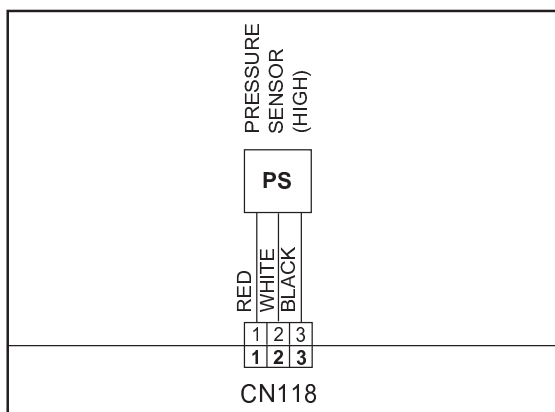 PRESSURE
SENSOR
(HIGH)
PS
RED
WHITE
BLACK
1 2 3
1 2 3
CN118